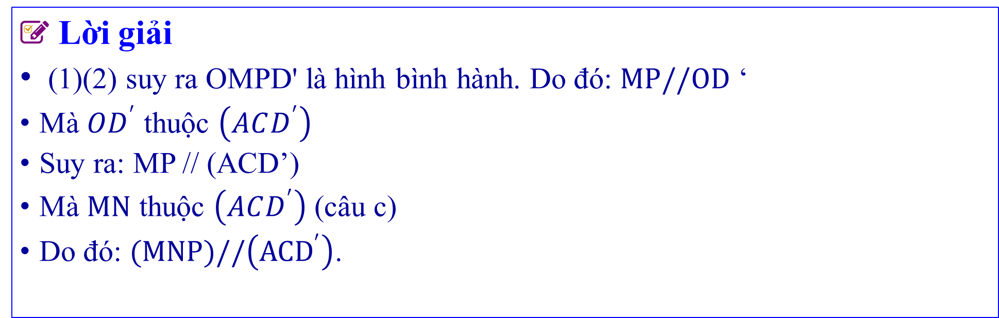 Lời giải
• (1)(2) suy ra OMPD' là hình bình hành. Do đó: MP//OD ‘
• Mà OD′ thuộc (ACD′)
• Suy ra: MP // (ACD’)
• Mà MN thuộc (ACD′) (câu c)
• Do đó: (MNP)//(ACD′).